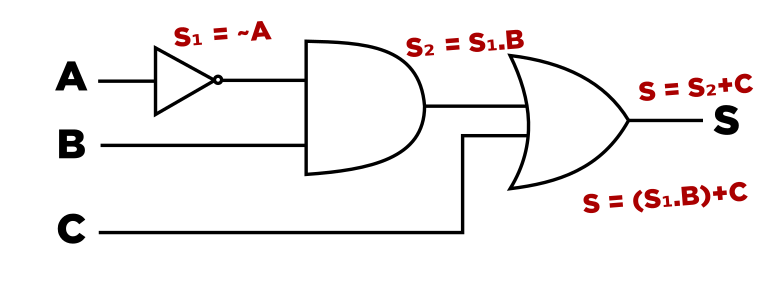 S₁ = ~A
S₂ = S₁.B
A
S = S₂+C
S
B
S = (S₁.B)+C
C